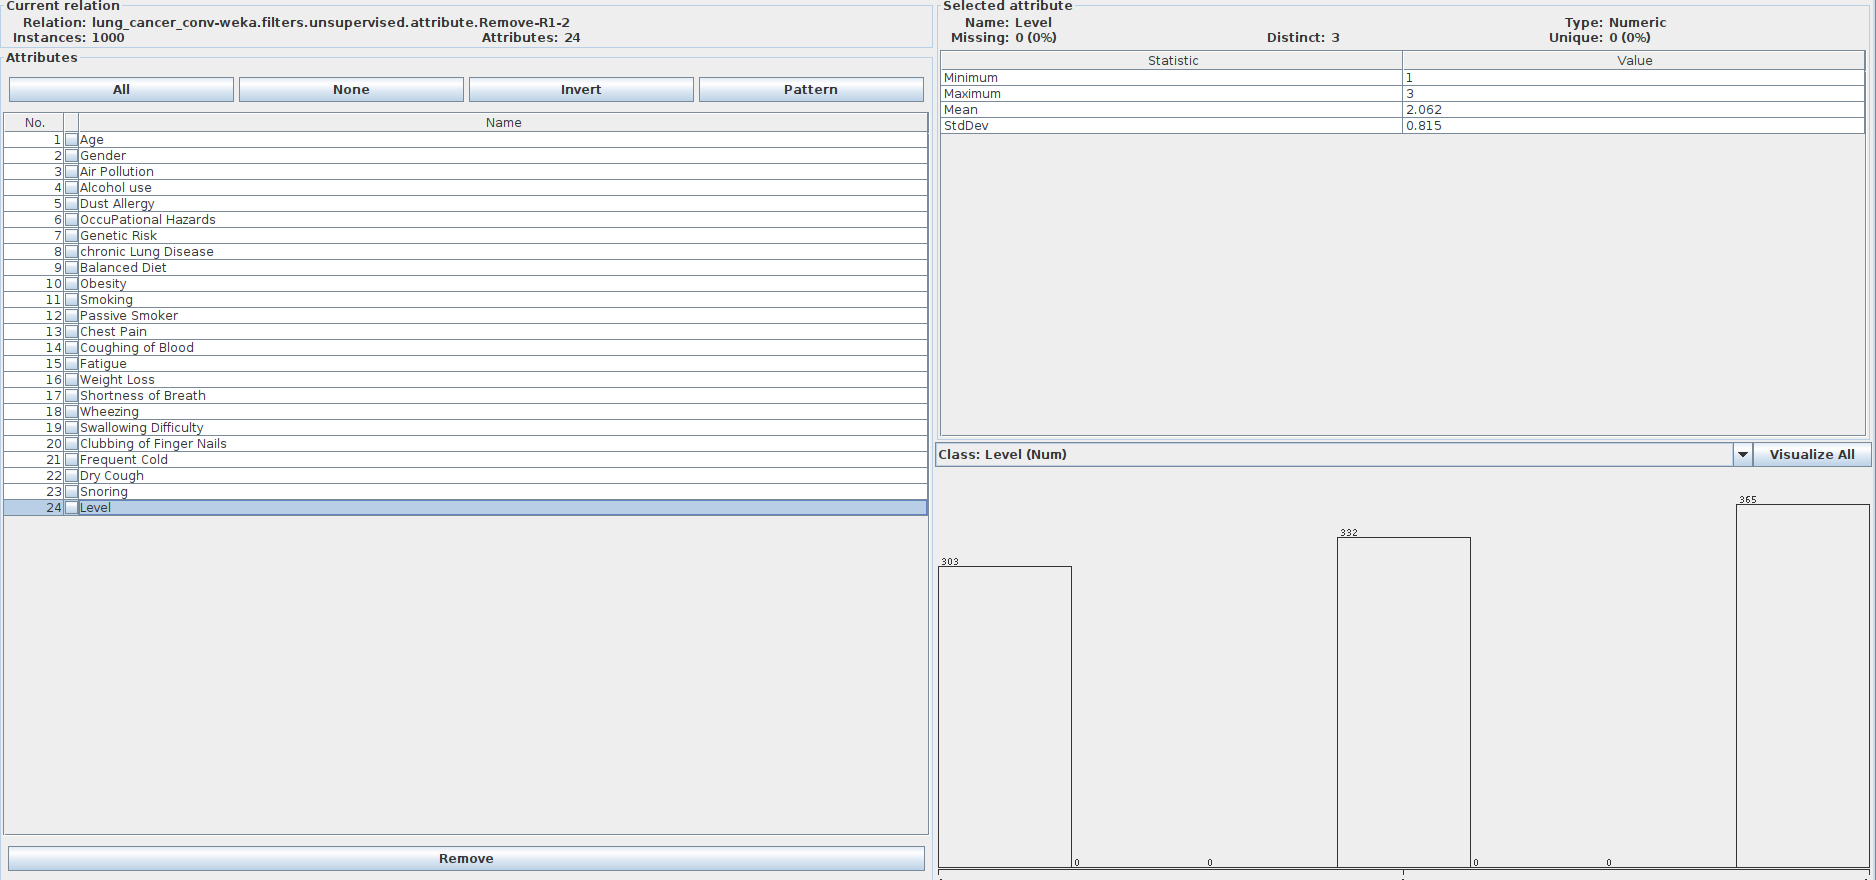 Current relation
Relation: lung_cancer_conv-weka.filters.unsupervised.attribute.Remove-R1-2
Instances: 1000 Attributes: 24
Attributes
All None Invert Pattern
No. Name
1 Age
2 Gender
3 Air Pollution
4 Alcohol use
5 Dust Allergy
6 OccuPational Hazards
7 Genetic Risk
8 chronic Lung Disease
9 Balanced Diet
10 Obesity
11 Smoking
12 Passive Smoker
13 Chest Pain
14 Coughing of Blood
15 Fatigue
16 Weight Loss
17 Shortness of Breath
18 Wheezing
19 Swallowing Difficulty
20 Clubbing of Finger Nails
21 Frequent Cold
22 Dry Cough
23 Snoring
24 Level
Remove
Selected attribute
Name: Level Type: Numeric
Missing: 0 (0%) Distinct: 3 Unique: 0 (0%)
Statistic Value
Minimum 1
Maximum 3
Mean 2.062
StdDev 0.815
Class: Level (Num) Visualize All
365
332
303
0 0 0 0